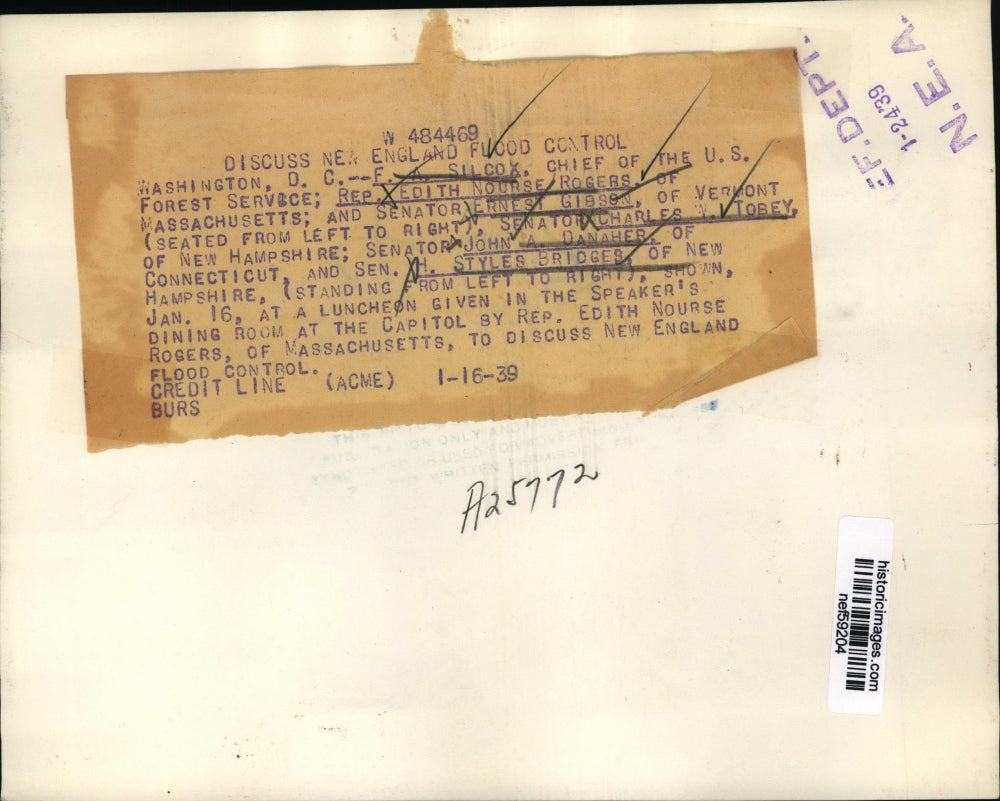 W 484469
DISCUSS NEW ENGLAND FLOOD CONTROL
WASHINGTON, D. C.--F. A. SILCOX, CHIEF OF THE U.S.
FOREST SERVICE; REP. EDITH NOURSE ROGERS, OF
MASSACHUSETTS; AND SENATOR ERNEST GIBSON, OF VERMONT
(SEATED FROM LEFT TO RIGHT), SENATOR CHARLES W. TOBEY,
OF NEW HAMPSHIRE; SENATOR JOHN A. DANAHER, OF
CONNECTICUT, AND SEN. H. STYLES BRIDGES, OF NEW
HAMPSHIRE, (STANDING FROM LEFT TO RIGHT), SHOWN,
JAN. 16, AT A LUNCHEON GIVEN IN THE SPEAKER'S
DINING ROOM AT THE CAPITOL BY REP. EDITH NOURSE
ROGERS, OF MASSACHUSETTS, TO DISCUSS NEW ENGLAND
FLOOD CONTROL.
CREDIT LINE (ACME) 1-16-39
BURS
EF. DEPT.
1-24-39
N.E.A.
A25772
historicimages.com
nef59204